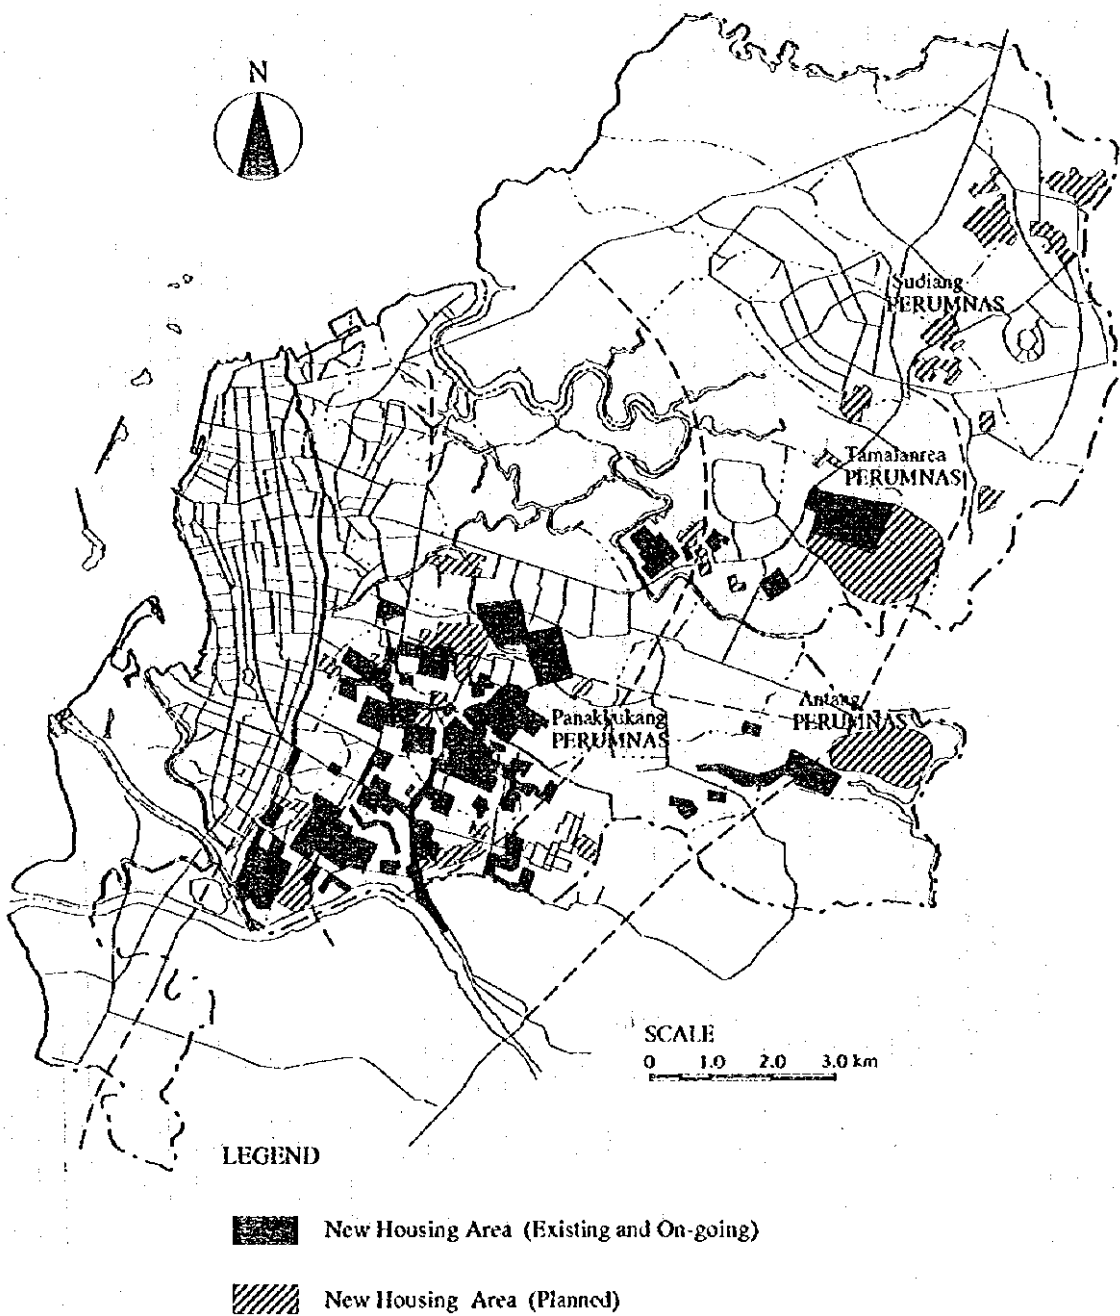 N
Sudiang
PERUMNAS
Tamalanrea
PERUMNAS
Antang
PERUMNAS
Panakkukang
PERUMNAS
SCALE
0 1.0 2.0 3.0 km
LEGEND
New Housing Area (Existing and On-going)
New Housing Area (Planned)